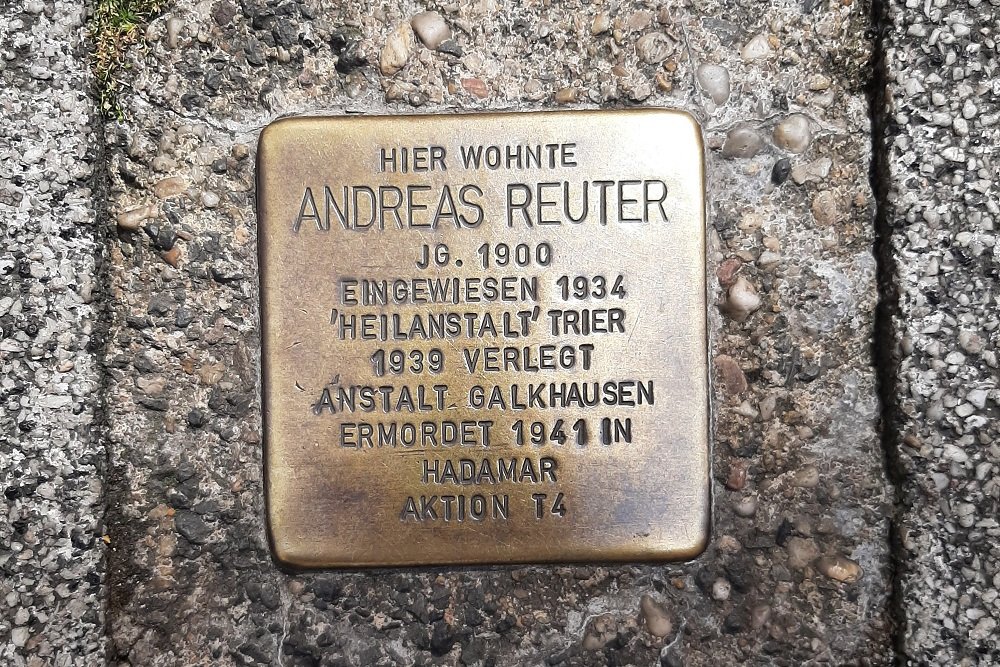 HIER WOHNTE
ANDREAS REUTER
JG. 1900
EINGEWIESEN 1934
'HEILANSTALT' TRIER
1939 VERLEGT
ANSTALT GALKHAUSEN
ERMORDET 1941 IN
HADAMAR
AKTION T4